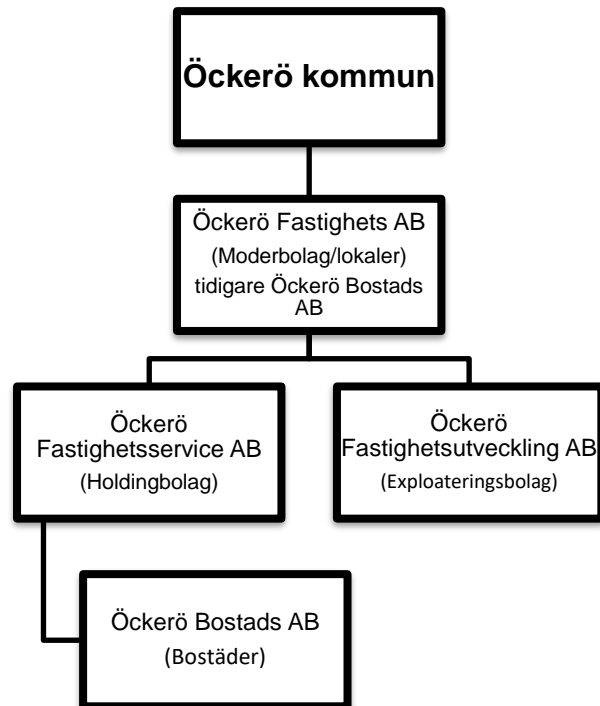 Öckerö kommun
Öckerö Fastighets AB
(Moderbolag/lokaler)
tidigare Öckerö Bostads
AB
Öckerö
Fastighetsservice AB
(Holdingbolag)
Öckerö
Fastighetsutveckling AB
(Exploateringsbolag)
Öckerö Bostads AB
(Bostäder)